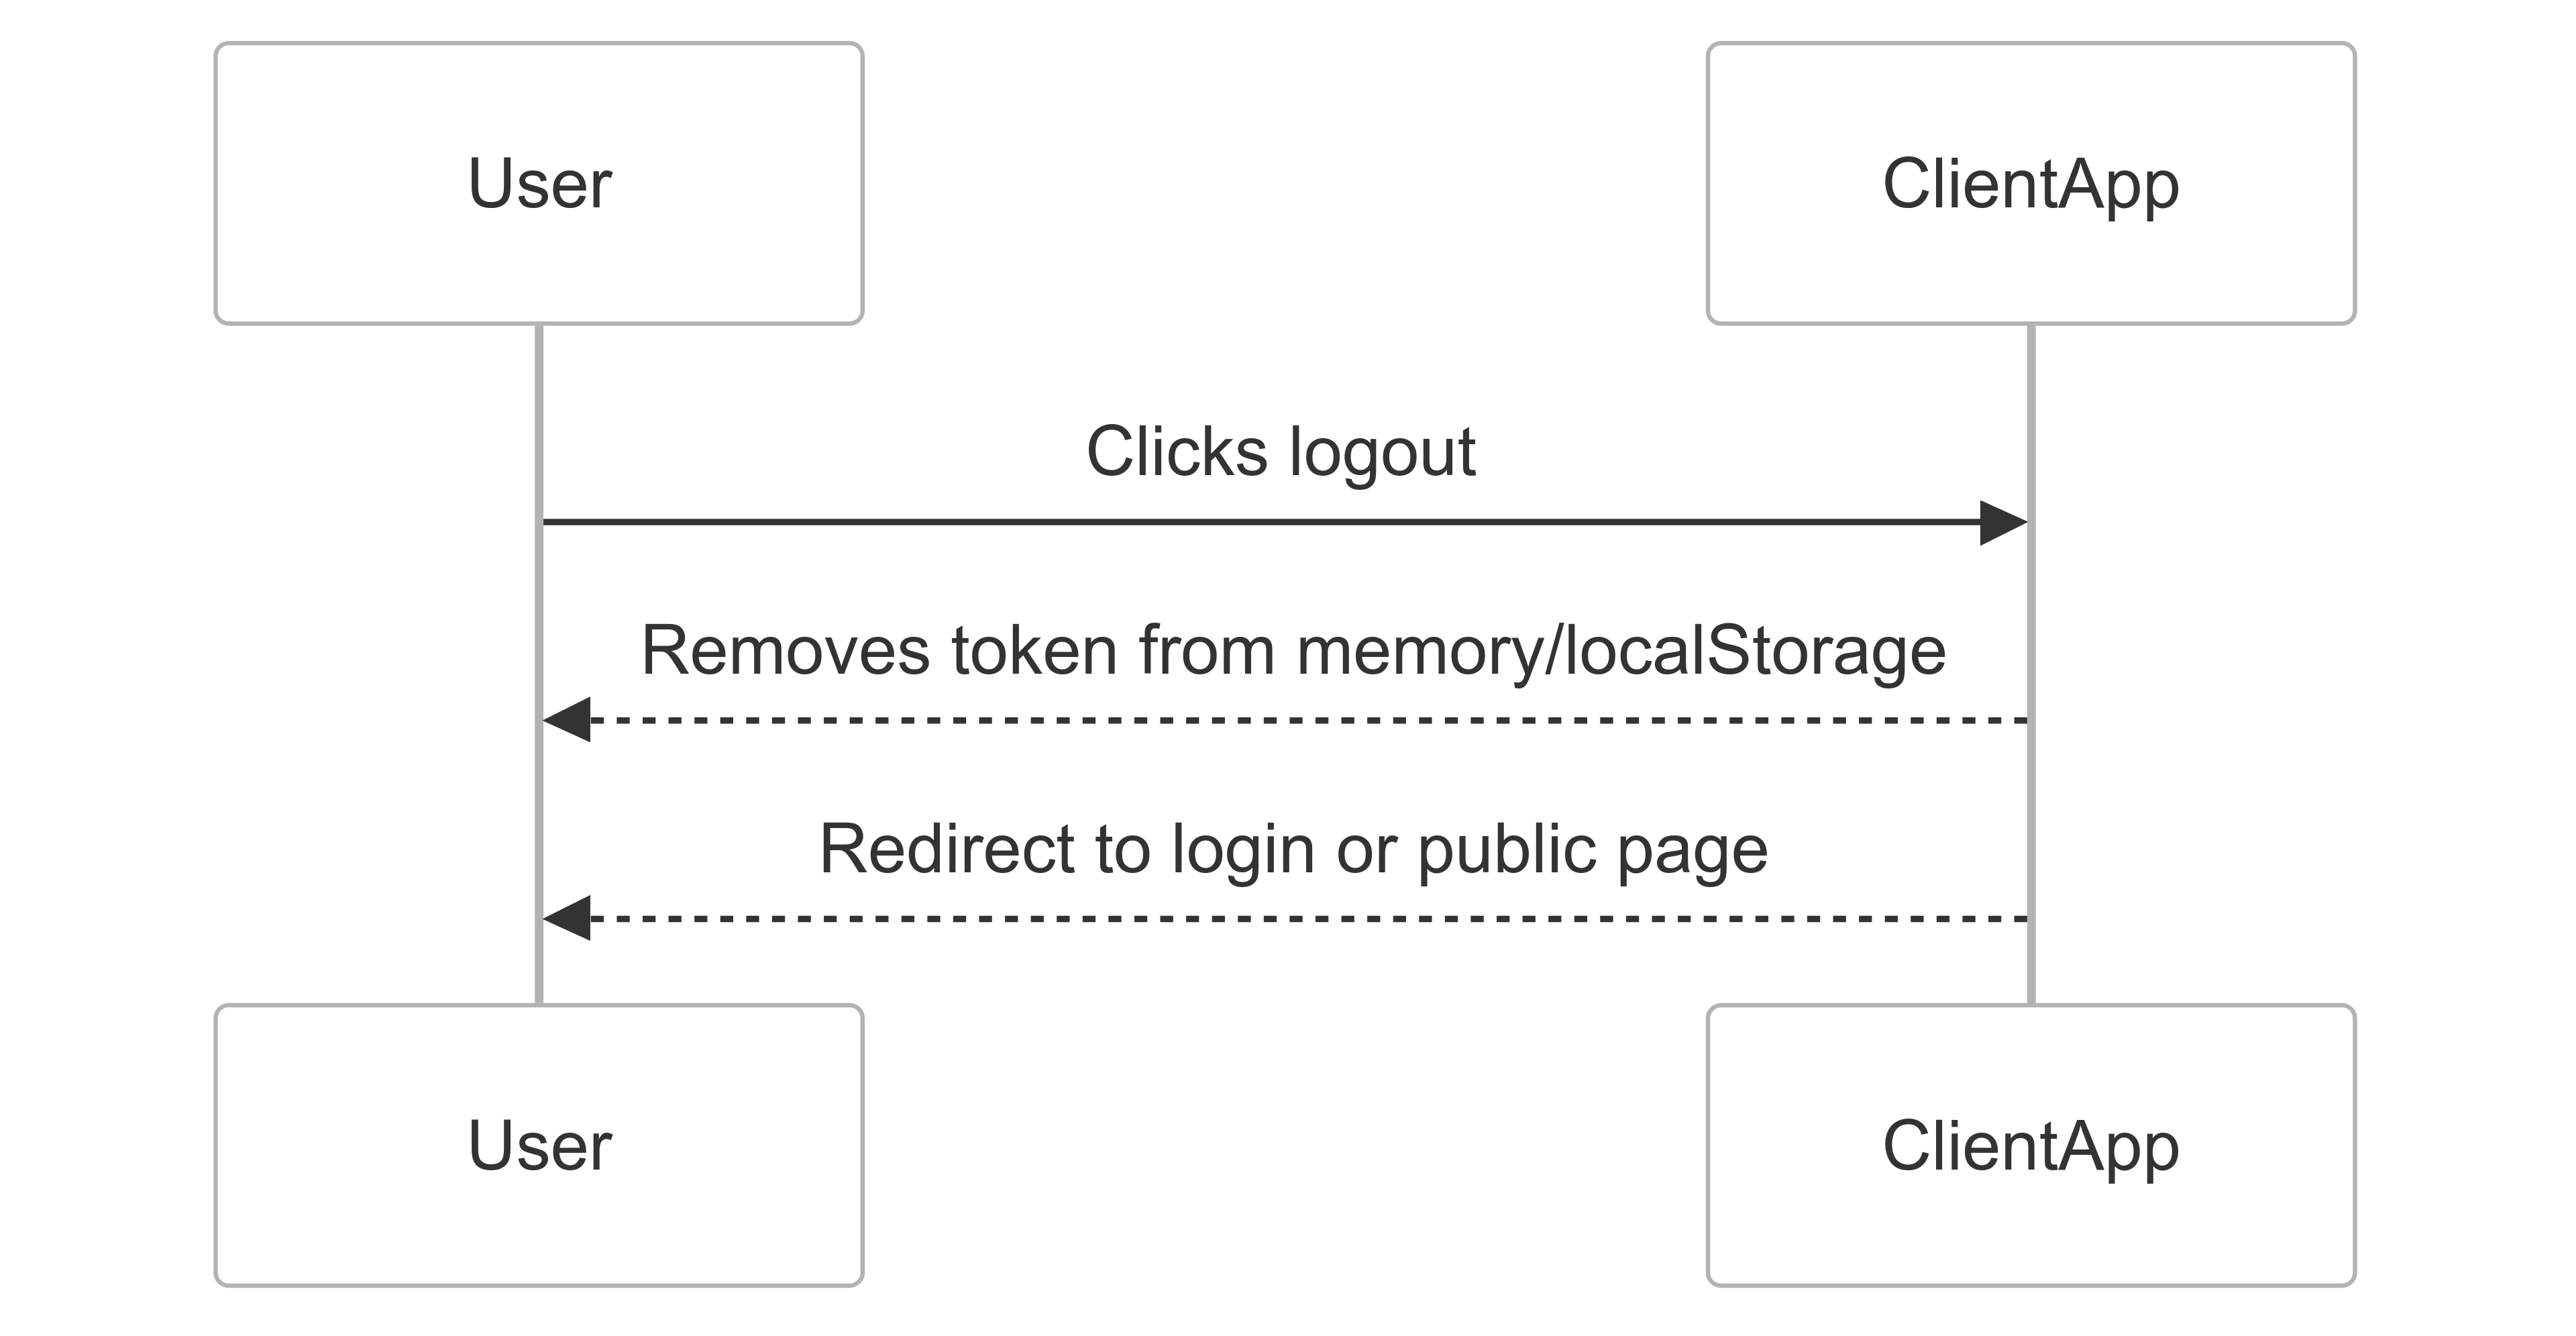 User
ClientApp
Clicks logout
Removes token from memory/localStorage
Redirect to login or public page
User
ClientApp